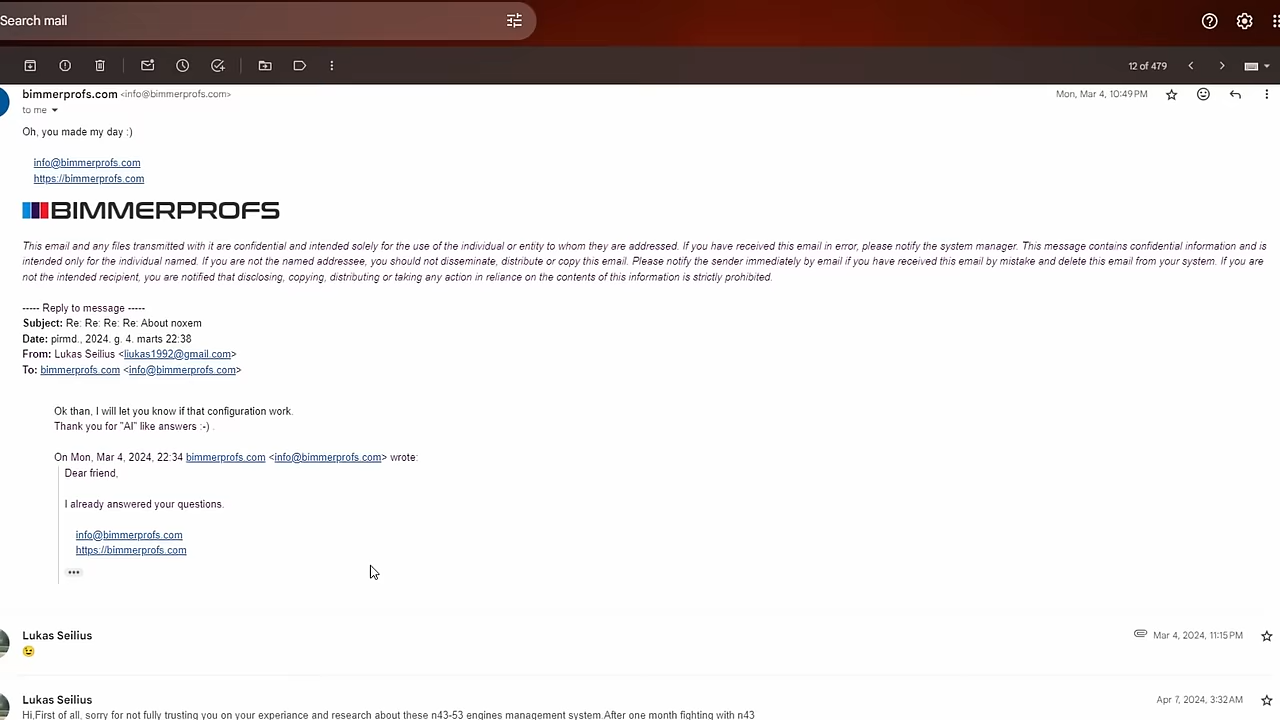 Search mail
12 of 479
bimmerprofs.com <info@bimmerprofs.com>
Mon, Mar 4, 10:49 PM
to me
Oh, you made my day :)
info@bimmerprofs.com
https://bimmerprofs.com
BIMMERPROFS
This email and any files transmitted with it are confidential and intended solely for the use of the individual or entity to whom they are addressed. If you have received this email in error, please notify the system manager. This message contains confidential information and is
intended only for the individual named. If you are not the named addressee, you should not disseminate, distribute or copy this email. Please notify the sender immediately by email if you have received this email by mistake and delete this email from your system. If you are
not the intended recipient, you are notified that disclosing, copying, distributing or taking any action in reliance on the contents of this information is strictly prohibited.
----- Reply to message -----
Subject: Re: Re: Re: Re: About noxem
Date: pirmd., 2024. g. 4. marts 22:38
From: Lukas Seilius <liukas1992@gmail.com>
To: bimmerprofs.com <info@bimmerprofs.com>
Ok than, I will let you know if that configuration work.
Thank you for "AI" like answers :-) .
On Mon, Mar 4, 2024, 22:34 bimmerprofs.com <info@bimmerprofs.com> wrote:
Dear friend,
I already answered your questions.
info@bimmerprofs.com
https://bimmerprofs.com
Lukas Seilius
Mar 4, 2024, 11:15 PM
😉
Lukas Seilius
Apr 7, 2024, 3:32 AM
Hi,First of all, sorry for not fully trusting you on your experiance and research about these n43-53 engines management system.After one month fighting with n43